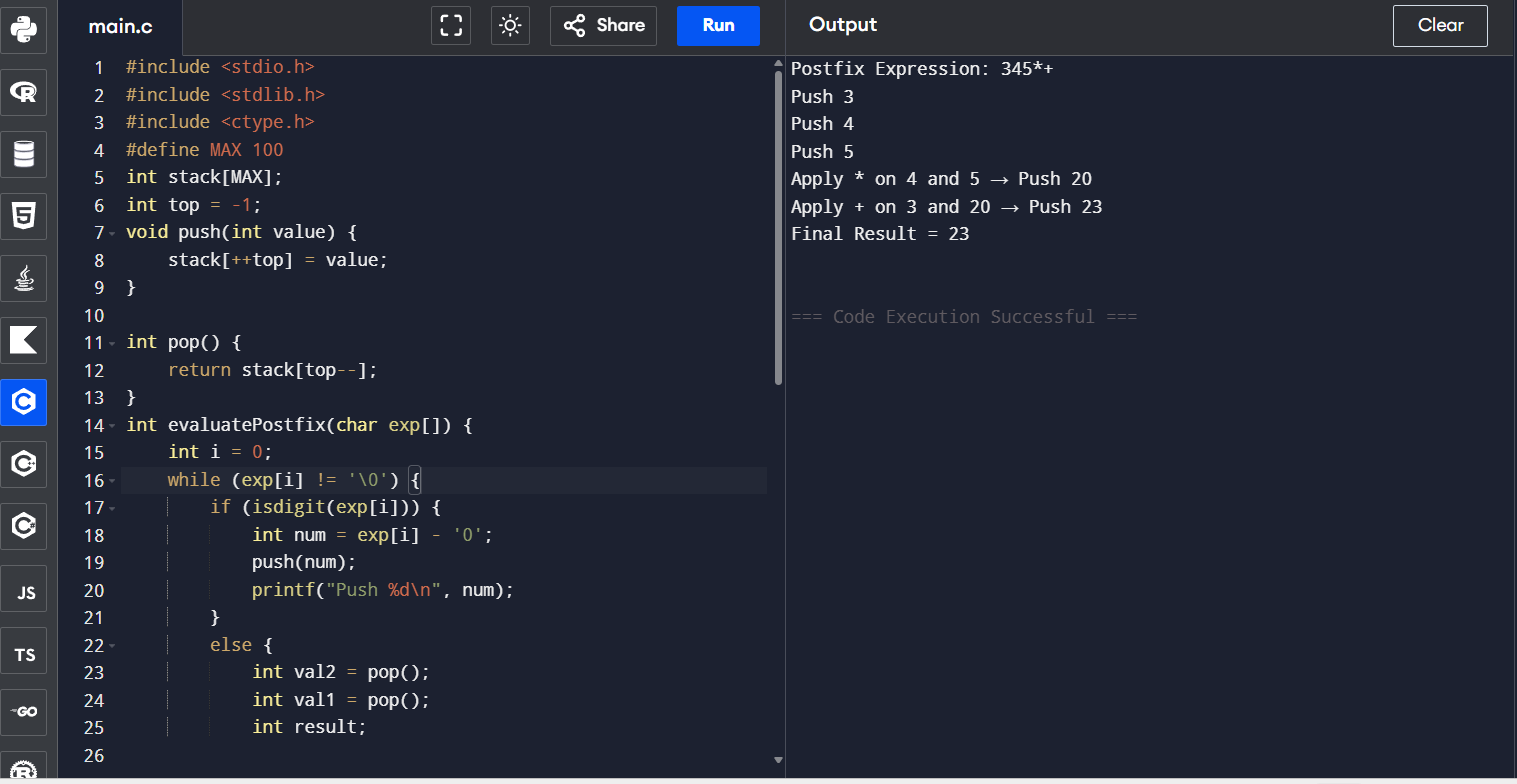 main.c
Share
Run
Output
Clear
1 #include <stdio.h>
2 #include <stdlib.h>
3 #include <ctype.h>
4 #define MAX 100
5 int stack[MAX];
6 int top = -1;
7 void push(int value) {
8     stack[++top] = value;
9 }
10
11 int pop() {
12     return stack[top--];
13 }
14 int evaluatePostfix(char exp[]) {
15     int i = 0;
16     while (exp[i] != '\0') {
17         if (isdigit(exp[i])) {
18             int num = exp[i] - '0';
19             push(num);
20             printf("Push %d\n", num);
21         }
22         else {
23             int val2 = pop();
24             int val1 = pop();
25             int result;
26
Postfix Expression: 345*+
Push 3
Push 4
Push 5
Apply * on 4 and 5 → Push 20
Apply + on 3 and 20 → Push 23
Final Result = 23
=== Code Execution Successful ===
R
5
C
C++
C#
JS
TS
GO
R